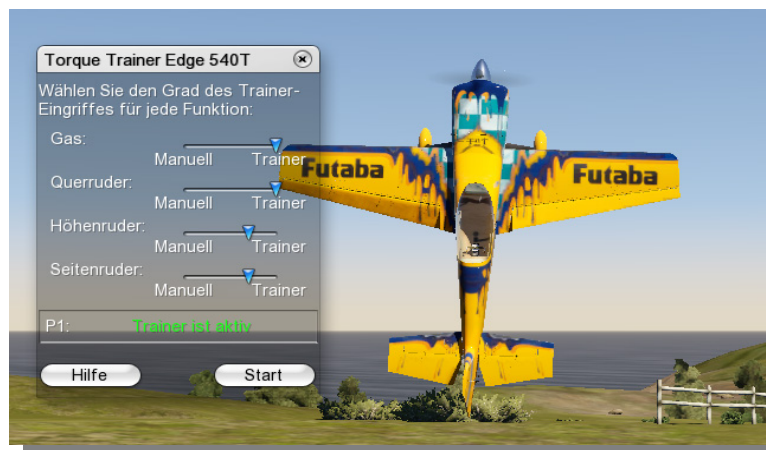 Torque Trainer Edge 540T
Wählen Sie den Grad des Trainer-
Eingriffes für jede Funktion:
Gas:
Manuell Trainer
Querruder:
Manuell Trainer
Höhenruder:
Manuell Trainer
Seitenruder:
Manuell Trainer
P1: Trainer ist aktiv
Hilfe Start
Futaba Futaba